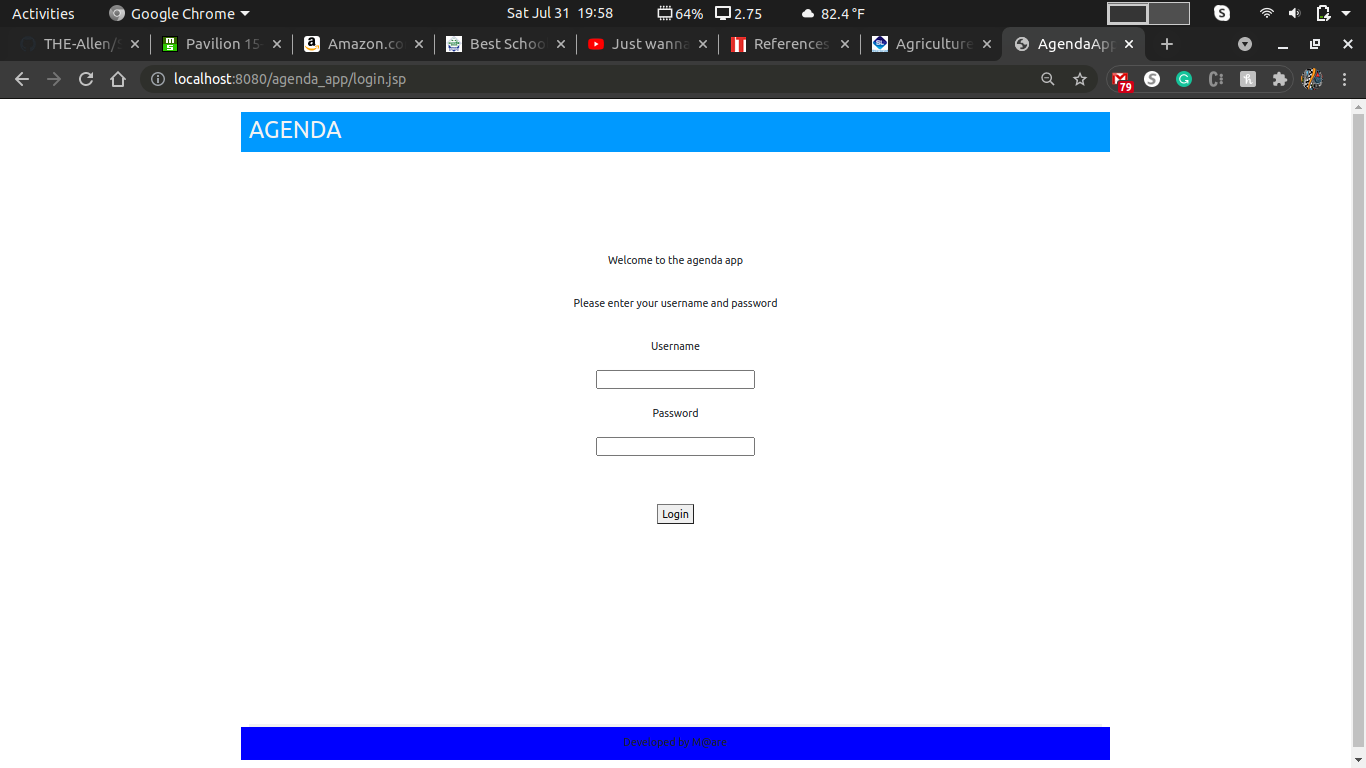 Activities Google Chrome Sat Jul 31 19:58 64% 2.75 82.4 °F
THE-Allen/ Pavilion 15- Amazon.co Best Schoo Just wanna References Agriculture AgendaApp
localhost:8080/agenda_app/login.jsp 79
AGENDA
Welcome to the agenda app
Please enter your username and password
Username
Password
Login
Developed by